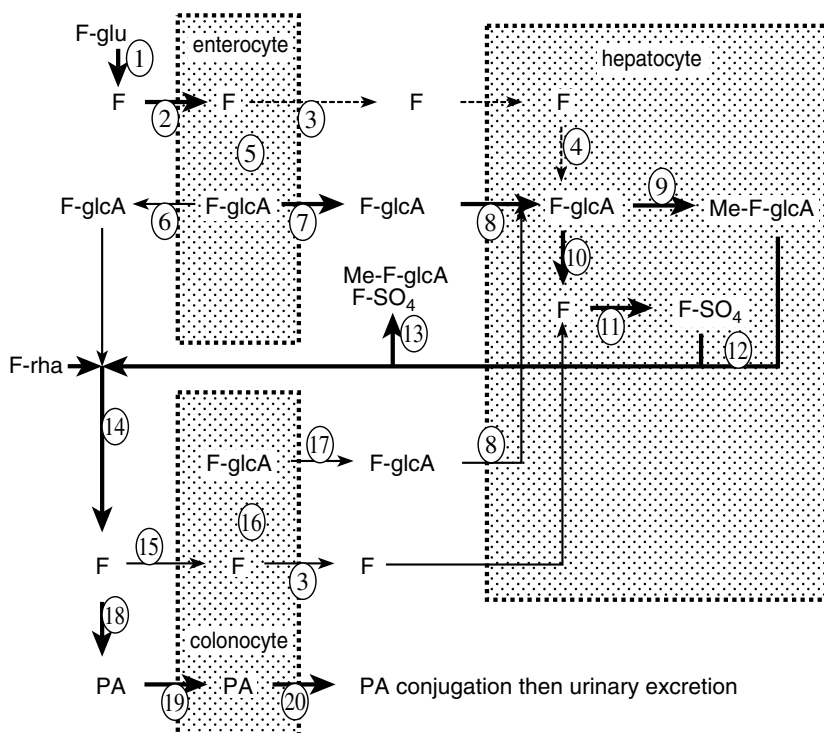 F-glu
1
enterocyte
hepatocyte
F
2
F
3
F
F
5
4
F-glcA
6
F-glcA
7
F-glcA
8
F-glcA
9
Me-F-glcA
10
Me-F-glcA
F-SO4
13
F
11
F-SO4
12
F-rha
14
F-glcA
17
F-glcA
8
16
F
15
F
3
F
18
colonocyte
PA
19
PA
20
PA conjugation then urinary excretion